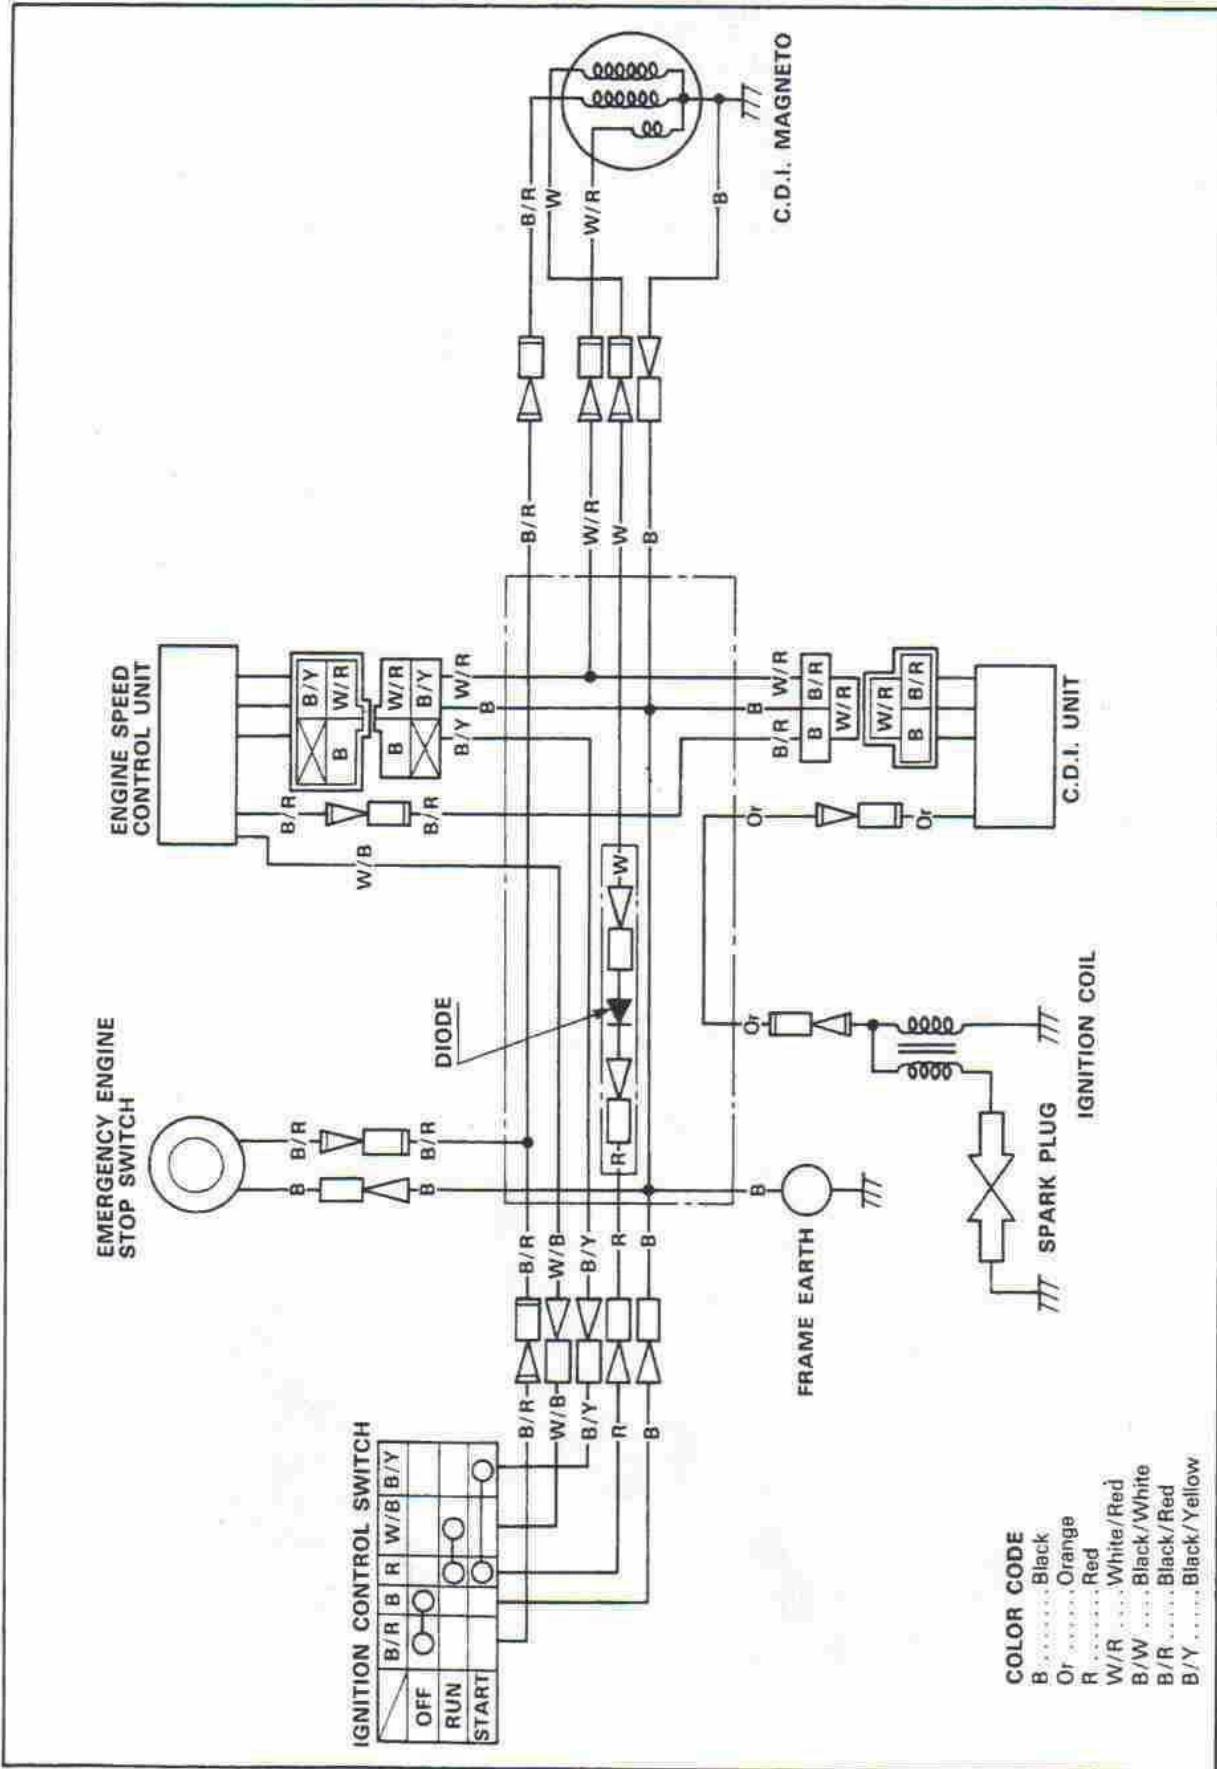 EMERGENCY ENGINE
STOP SWITCH
B/R
B/R
B
B
ENGINE SPEED
CONTROL UNIT
B/R
B/R
W/B
B/Y
W/R
B
W/R
B/Y
B
W/R
B
B/Y
DIODE
IGNITION CONTROL SWITCH
B/R
B
R
W/B
B/Y
OFF
RUN
START
B/R
W/B
B/Y
R
B
B/R
W/B
B/Y
R
B
R
W
B/R
W/R
W
B
B/R
W
W/R
B
C.D.I. MAGNETO
B
FRAME EARTH
W/R
B
B/R
B/R
B
W/R
W/R
B/R
B
Or
Or
C.D.I. UNIT
Or
IGNITION COIL
SPARK PLUG
COLOR CODE
B ....... Black
Or ...... Orange
R ....... Red
W/R .... White/Red
B/W .... Black/White
B/R ..... Black/Red
B/Y ..... Black/Yellow